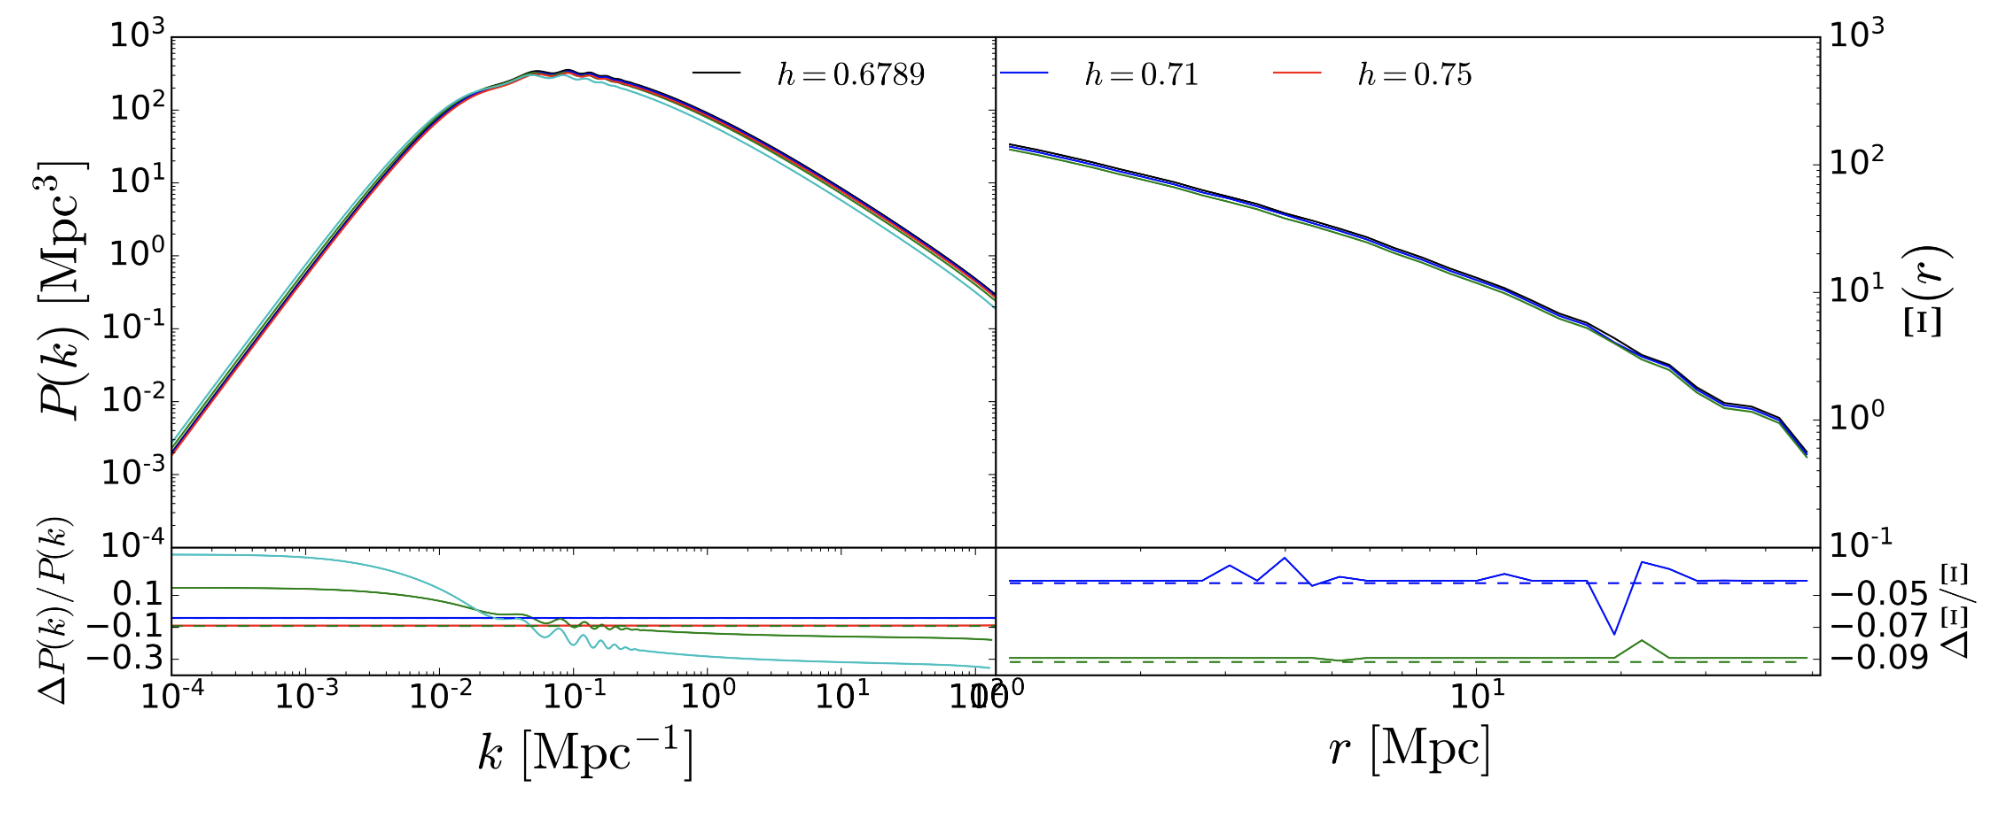 10^3
10^2
10^1
10^0
10^-1
10^-2
10^-3
10^-4
P(k) [Mpc^3]
h = 0.6789
h = 0.71
h = 0.75
10^3
10^2
10^1
10^0
10^-1
Ξ(r)
ΔP(k)/P(k)
0.1
−0.1
−0.3
−0.05
−0.07
−0.09
ΔΞ/Ξ
10^-4
10^-3
10^-2
10^-1
10^0
10^1
10^1
k [Mpc^−1]
r [Mpc]